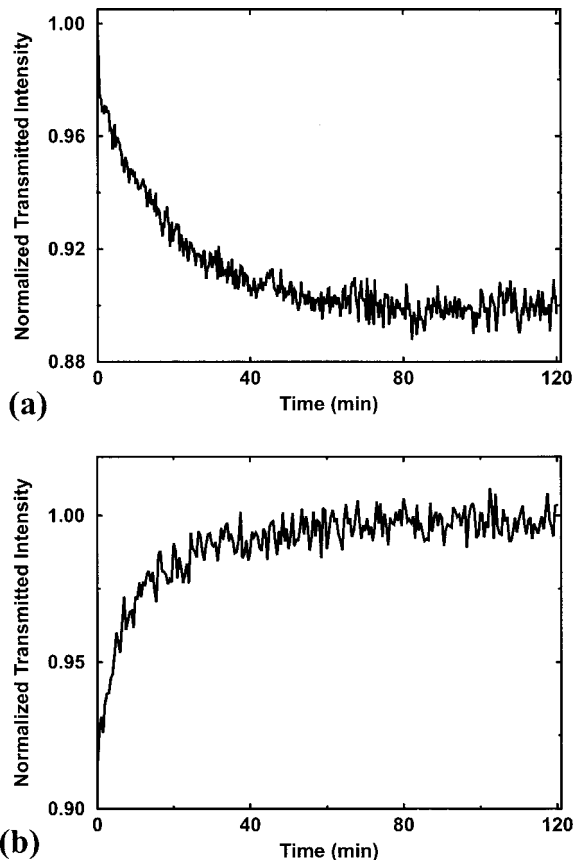 1.00
0.96
0.92
0.88
Normalized Transmitted Intensity
0 40 80 120
Time (min)
(a)
1.00
0.95
0.90
Normalized Transmitted Intensity
0 40 80 120
Time (min)
(b)